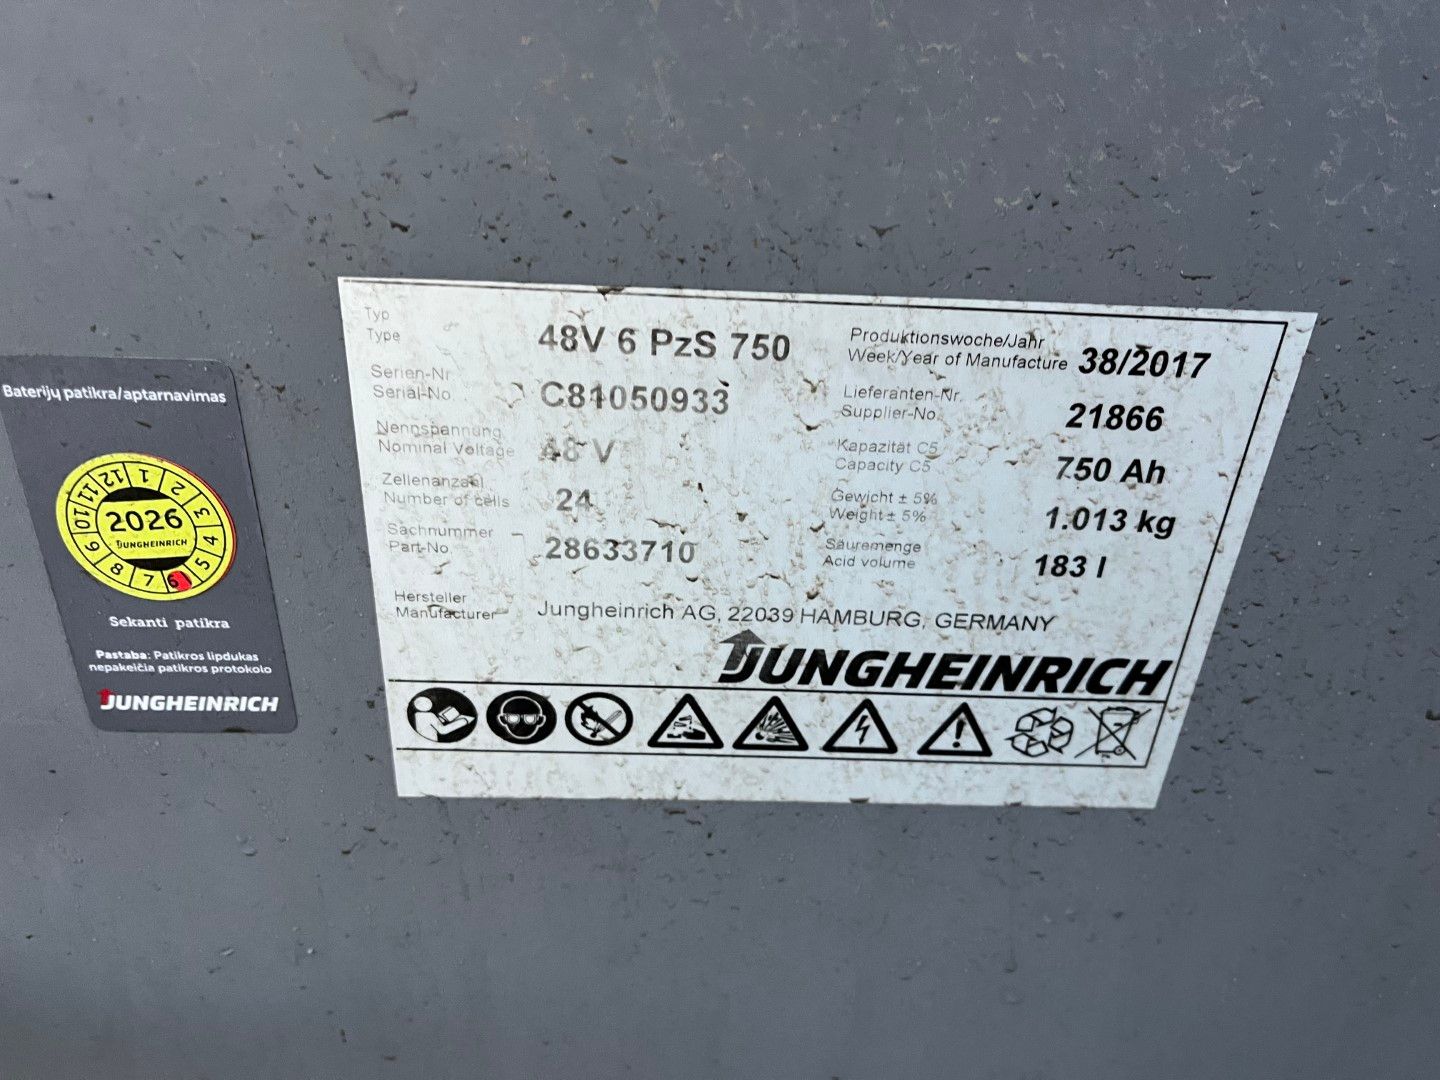 Baterijų patikra/aptarnavimas
12 1 2 3 4 5 6 7 8 9 10 11
2026
JUNGHEINRICH
Sekanti patikra
Pastaba: Patikros lipdukas
nepakeičia patikros protokolo
JUNGHEINRICH
Typ
Type 48V 6 PzS 750
Serien-Nr
Serial-No C81050933
Nennspannung
Nominal Voltage 48 V
Zellenanzahl
Number of cells 24
Sachnummer
Part-No. 28633710
Produktionswoche/Jahr
Week/Year of Manufacture 38/2017
Lieferanten-Nr.
Supplier-No. 21866
Kapazität C5
Capacity C5 750 Ah
Gewicht ± 5%
Weight ± 5% 1.013 kg
Säuremenge
Acid volume 183 l
Hersteller
Manufacturer Jungheinrich AG, 22039 HAMBURG, GERMANY
JUNGHEINRICH